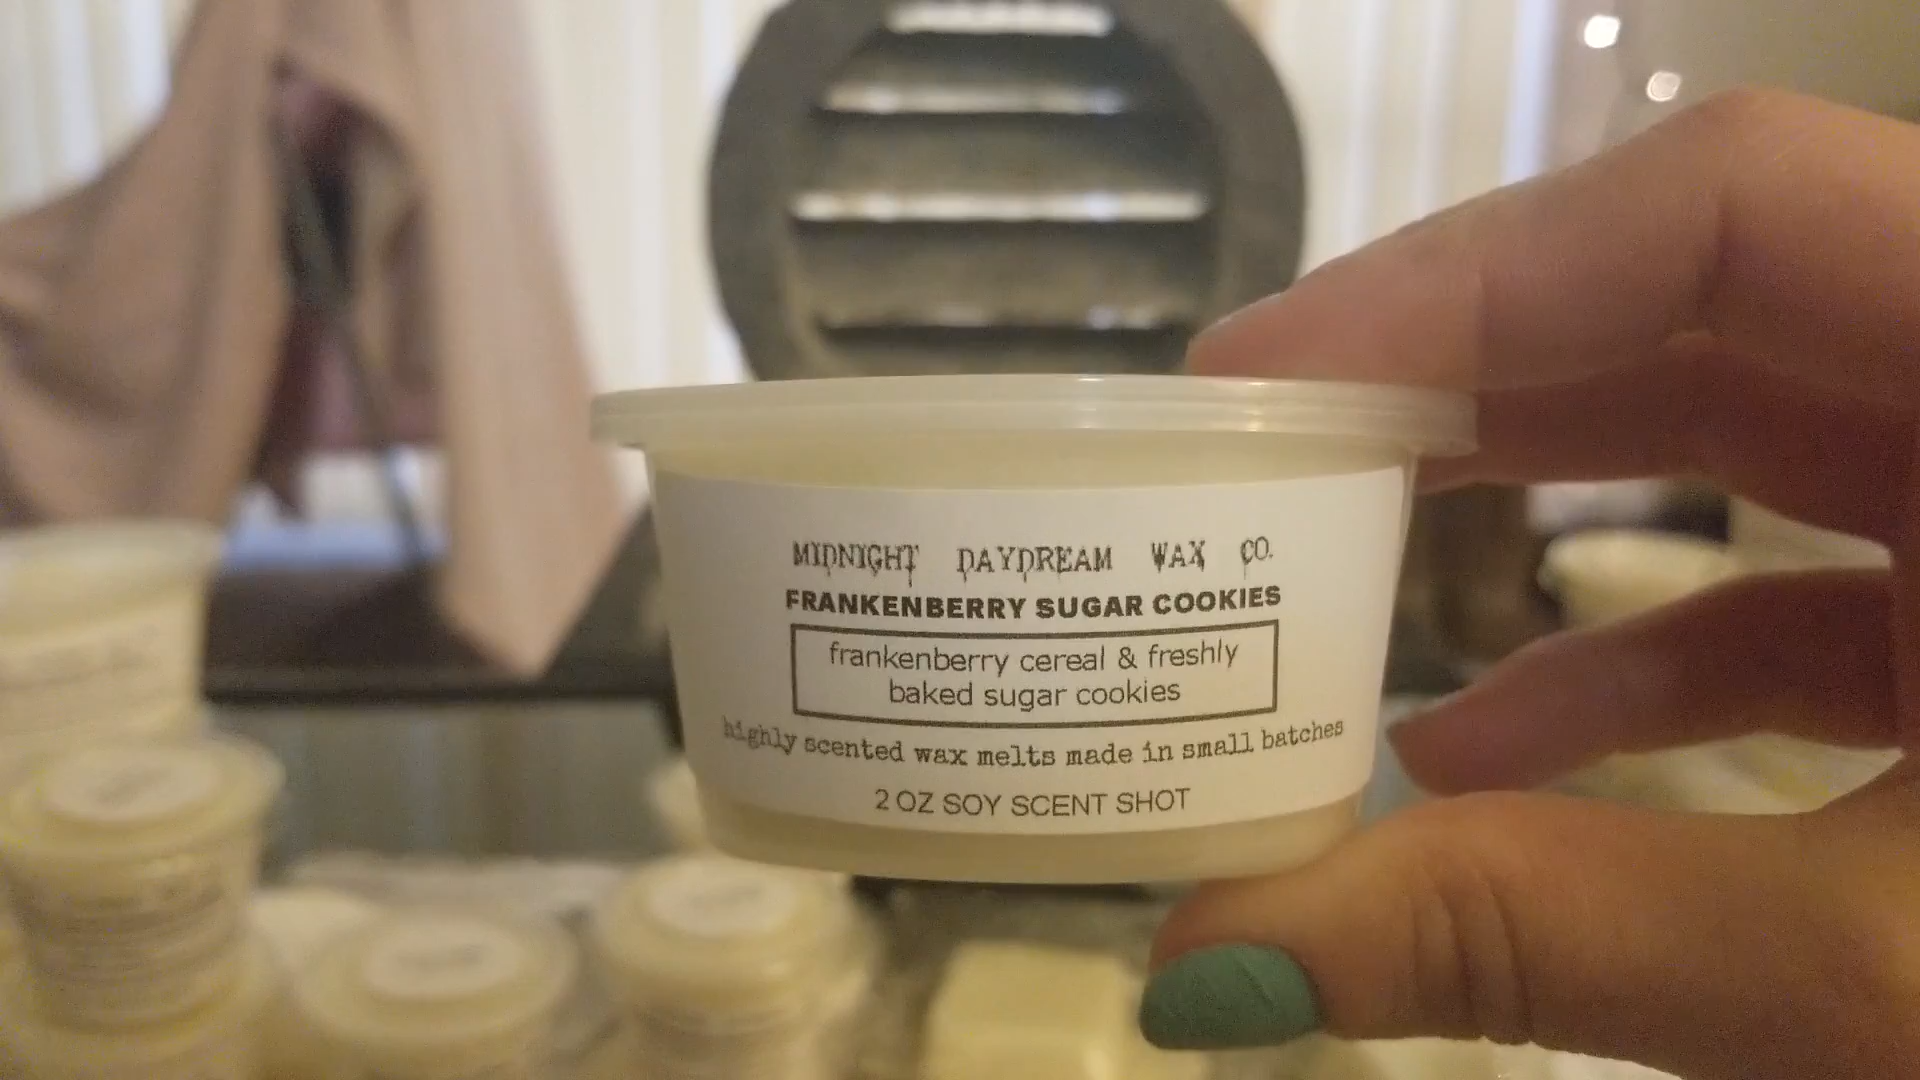 MIDNIGHT DAYDREAM WAX CO.
FRANKENBERRY SUGAR COOKIES
frankenberry cereal & freshly
baked sugar cookies
highly scented wax melts made in small batches
2 OZ SOY SCENT SHOT